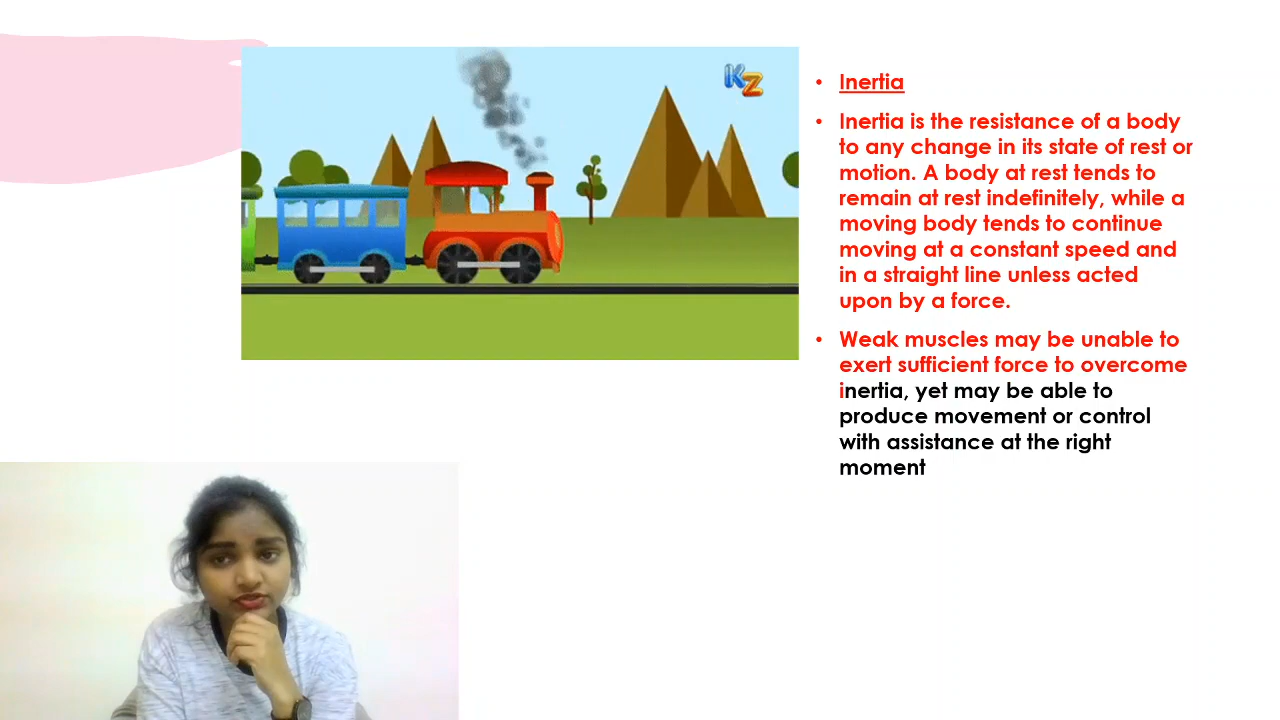 KZ
• Inertia
• Inertia is the resistance of a body
to any change in its state of rest or
motion. A body at rest tends to
remain at rest indefinitely, while a
moving body tends to continue
moving at a constant speed and
in a straight line unless acted
upon by a force.
• Weak muscles may be unable to
exert sufficient force to overcome
inertia, yet may be able to
produce movement or control
with assistance at the right
moment